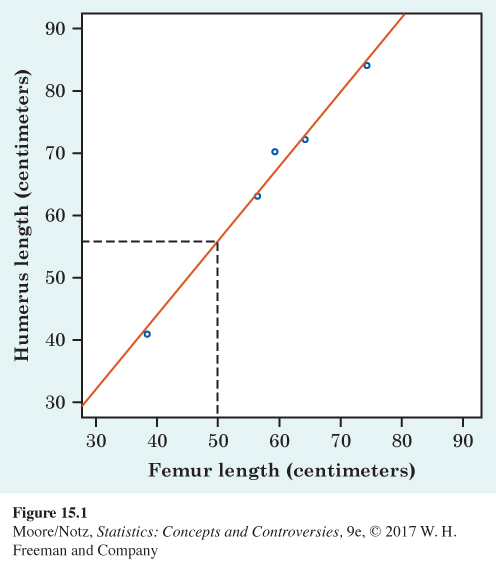 90
80
70
60
50
40
30
Humerus length (centimeters)
30 40 50 60 70 80 90
Femur length (centimeters)
Figure 15.1
Moore/Notz, Statistics: Concepts and Controversies, 9e, © 2017 W. H.
Freeman and Company